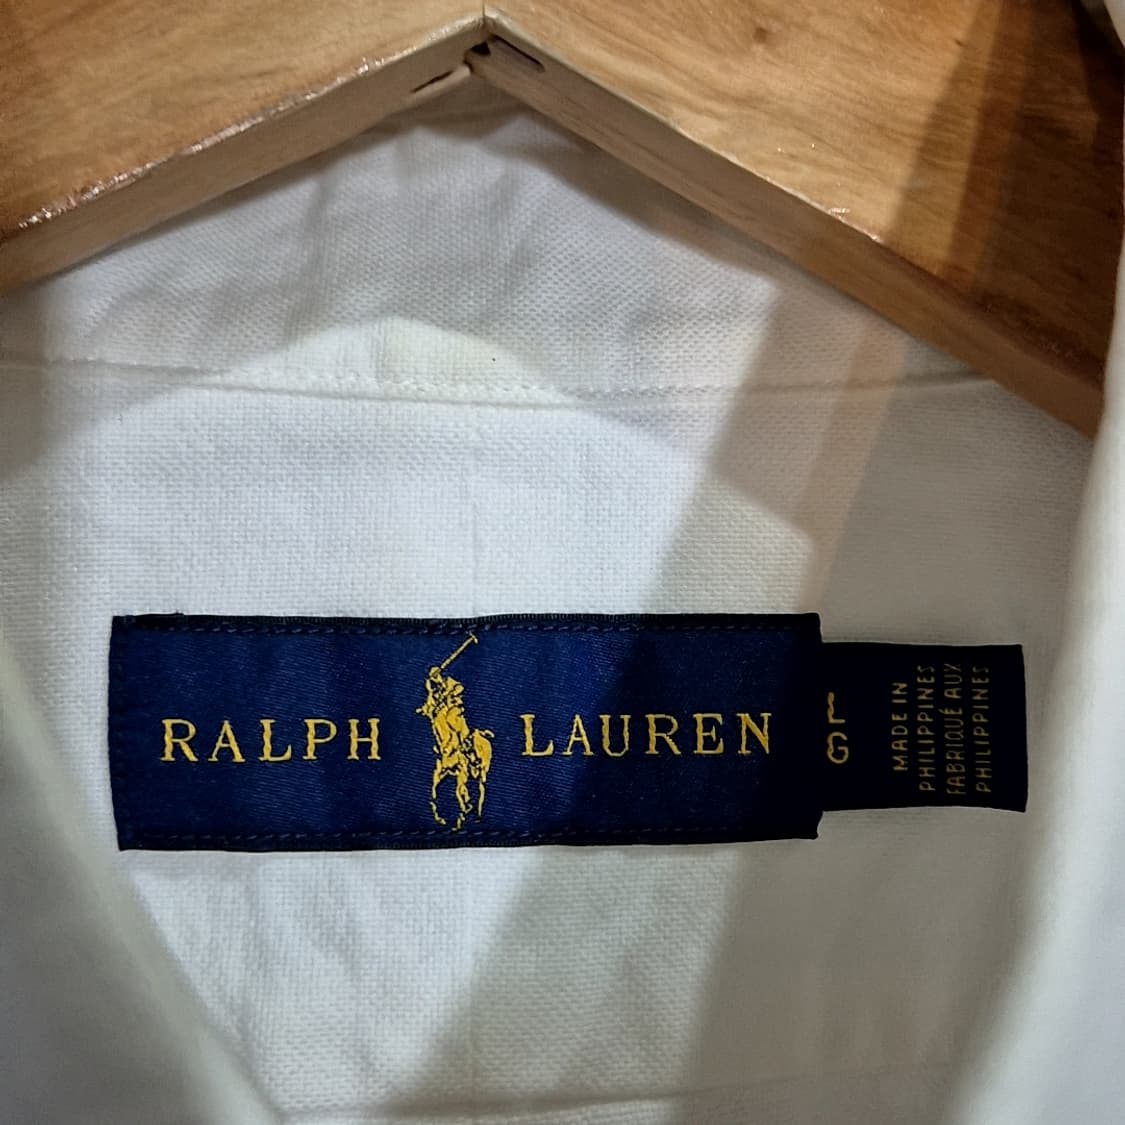 RALPH LAUREN
L
G
MADE IN
PHILIPPINES
FABRIQUÉ AUX
PHILIPPINES